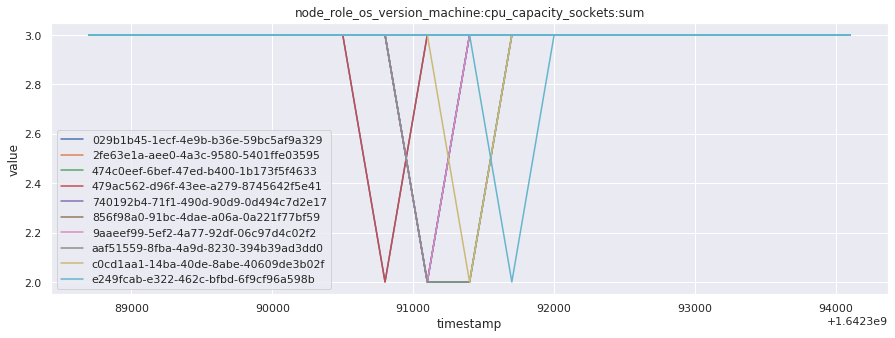 node_role_os_version_machine:cpu_capacity_sockets:sum
3.0
2.8
2.6
2.4
2.2
2.0
value
029b1b45-1ecf-4e9b-b36e-59bc5af9a329
2fe63e1a-aee0-4a3c-9580-5401ffe03595
474c0eef-6bef-47ed-b400-1b173f5f4633
479ac562-d96f-43ee-a279-8745642f5e41
740192b4-71f1-490d-90d9-0d494c7d2e17
856f98a0-91bc-4dae-a06a-0a221f77bf59
9aaeef99-5ef2-4a77-92df-06c97d4c02f2
aaf51559-8fba-4a9d-8230-394b39ad3dd0
c0cd1aa1-14ba-40de-8abe-40609de3b02f
e249fcab-e322-462c-bfbd-6f9cf96a598b
89000 90000 91000 92000 93000 94000
timestamp
+1.6423e9